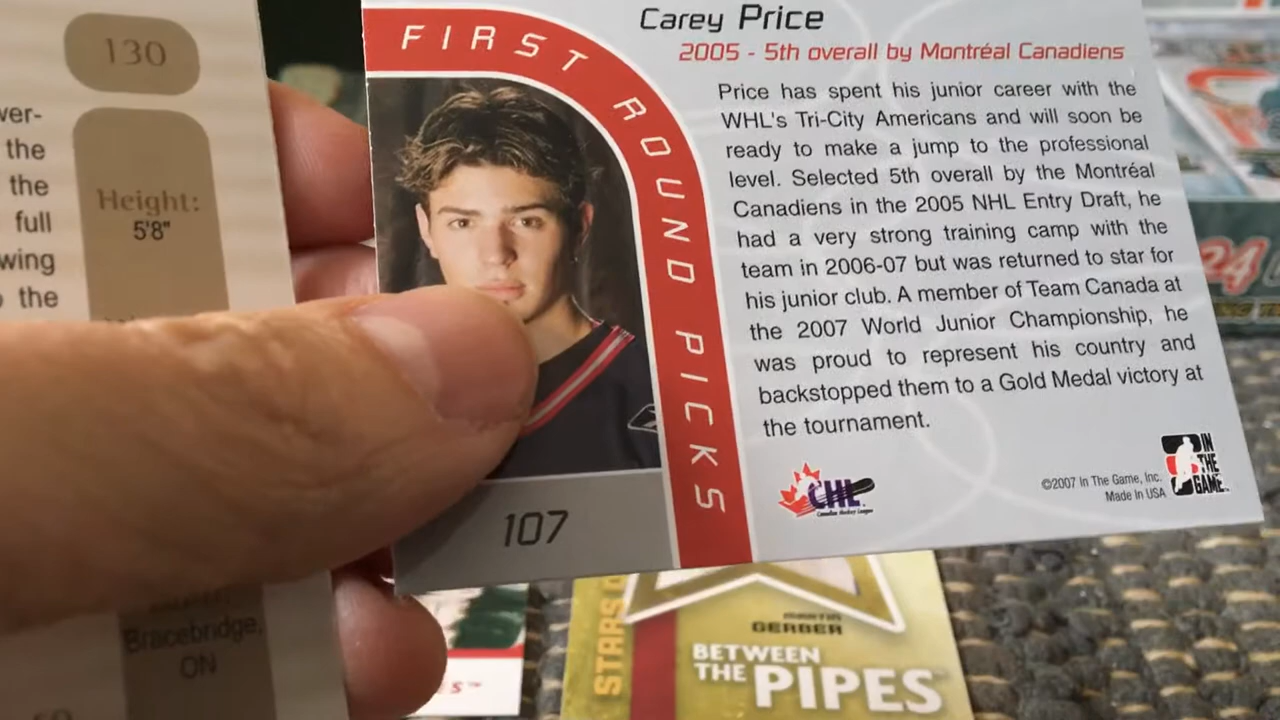 130
the
the
full
the
Height:
5'8"
Bracebridge,
ON
FIRST ROUND PICKS
Carey Price
2005 - 5th overall by Montréal Canadiens
Price has spent his junior career with the
WHL's Tri-City Americans and will soon be
ready to make a jump to the professional
level. Selected 5th overall by the Montréal
Canadiens in the 2005 NHL Entry Draft, he
had a very strong training camp with the
team in 2006-07 but was returned to star for
his junior club. A member of Team Canada at
the 2007 World Junior Championship, he
was proud to represent his country and
backstopped them to a Gold Medal victory at
the tournament.
107
CHL
Canadian Hockey League
©2007 In The Game, Inc.
Made in USA
IN
THE
GAME
24
STARS
GERBER
BETWEEN
THE PIPES